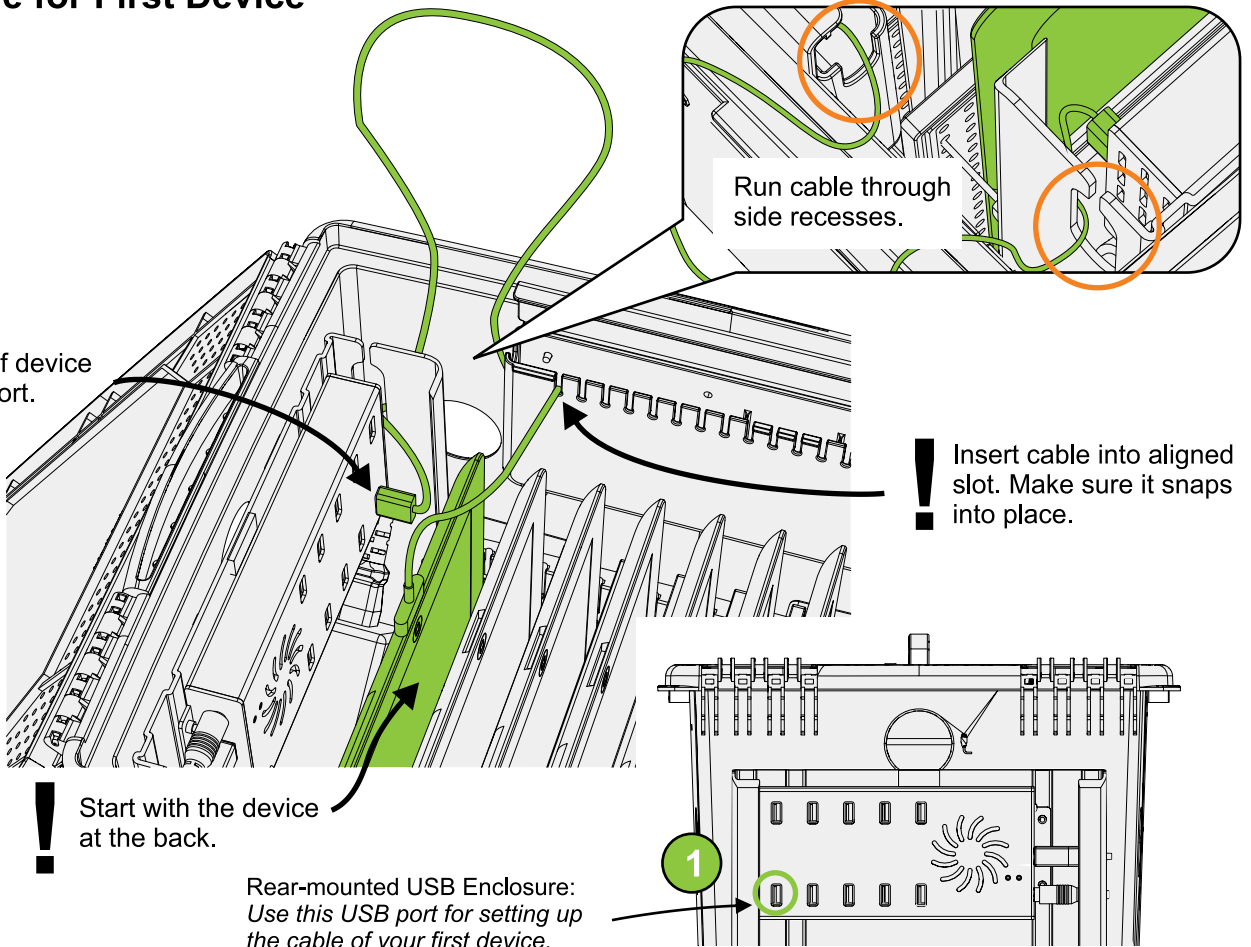 e for First Device
Run cable through
side recesses.
f device
ort.
! Insert cable into aligned
slot. Make sure it snaps
into place.
! Start with the device
at the back.
1
Rear-mounted USB Enclosure:
Use this USB port for setting up
the cable of your first device.